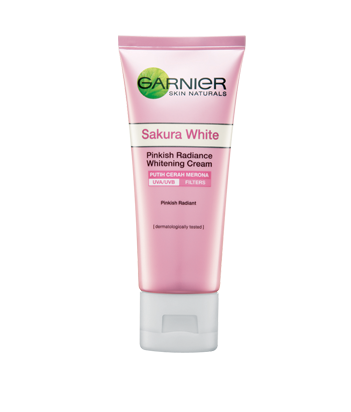 GARNIER
SKIN NATURALS
Sakura White
Pinkish Radiance
Whitening Cream
PUTIH CERAH MERONA
UVA/UVB FILTERS
Pinkish Radiant
[ dermatologically tested ]